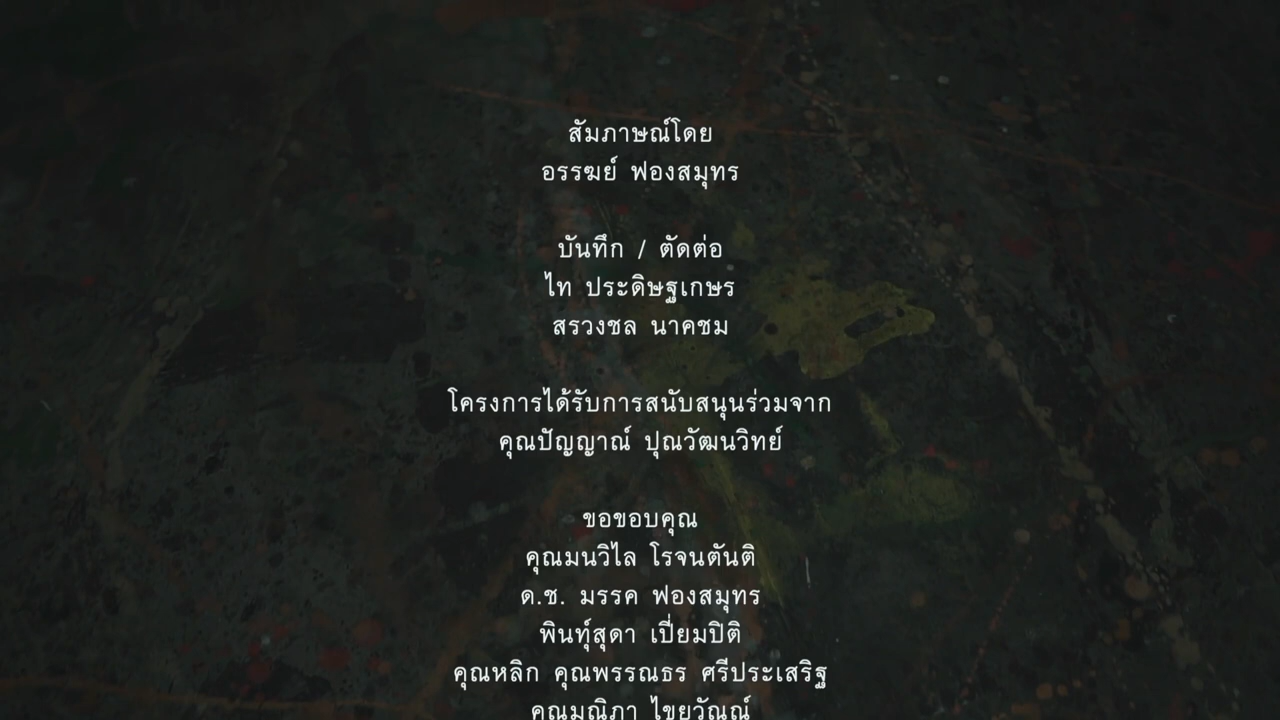 สัมภาษณ์โดย
อรรฆย์ ฟองสมุทร
บันทึก / ตัดต่อ
ไท ประดิษฐเกษร
สรวงชล นาคชม
โครงการได้รับการสนับสนุนร่วมจาก
คุณปัญญาณ์ ปุณวัฒนวิทย์
ขอขอบคุณ
คุณมนวิไล โรจนตันติ
ด.ช. มรรค ฟองสมุทร
พินทุ์สุดา เปี่ยมปิติ
คุณหลิก คุณพรรณธร ศรีประเสริฐ
คุณมณิภา ไชยวัณณ์